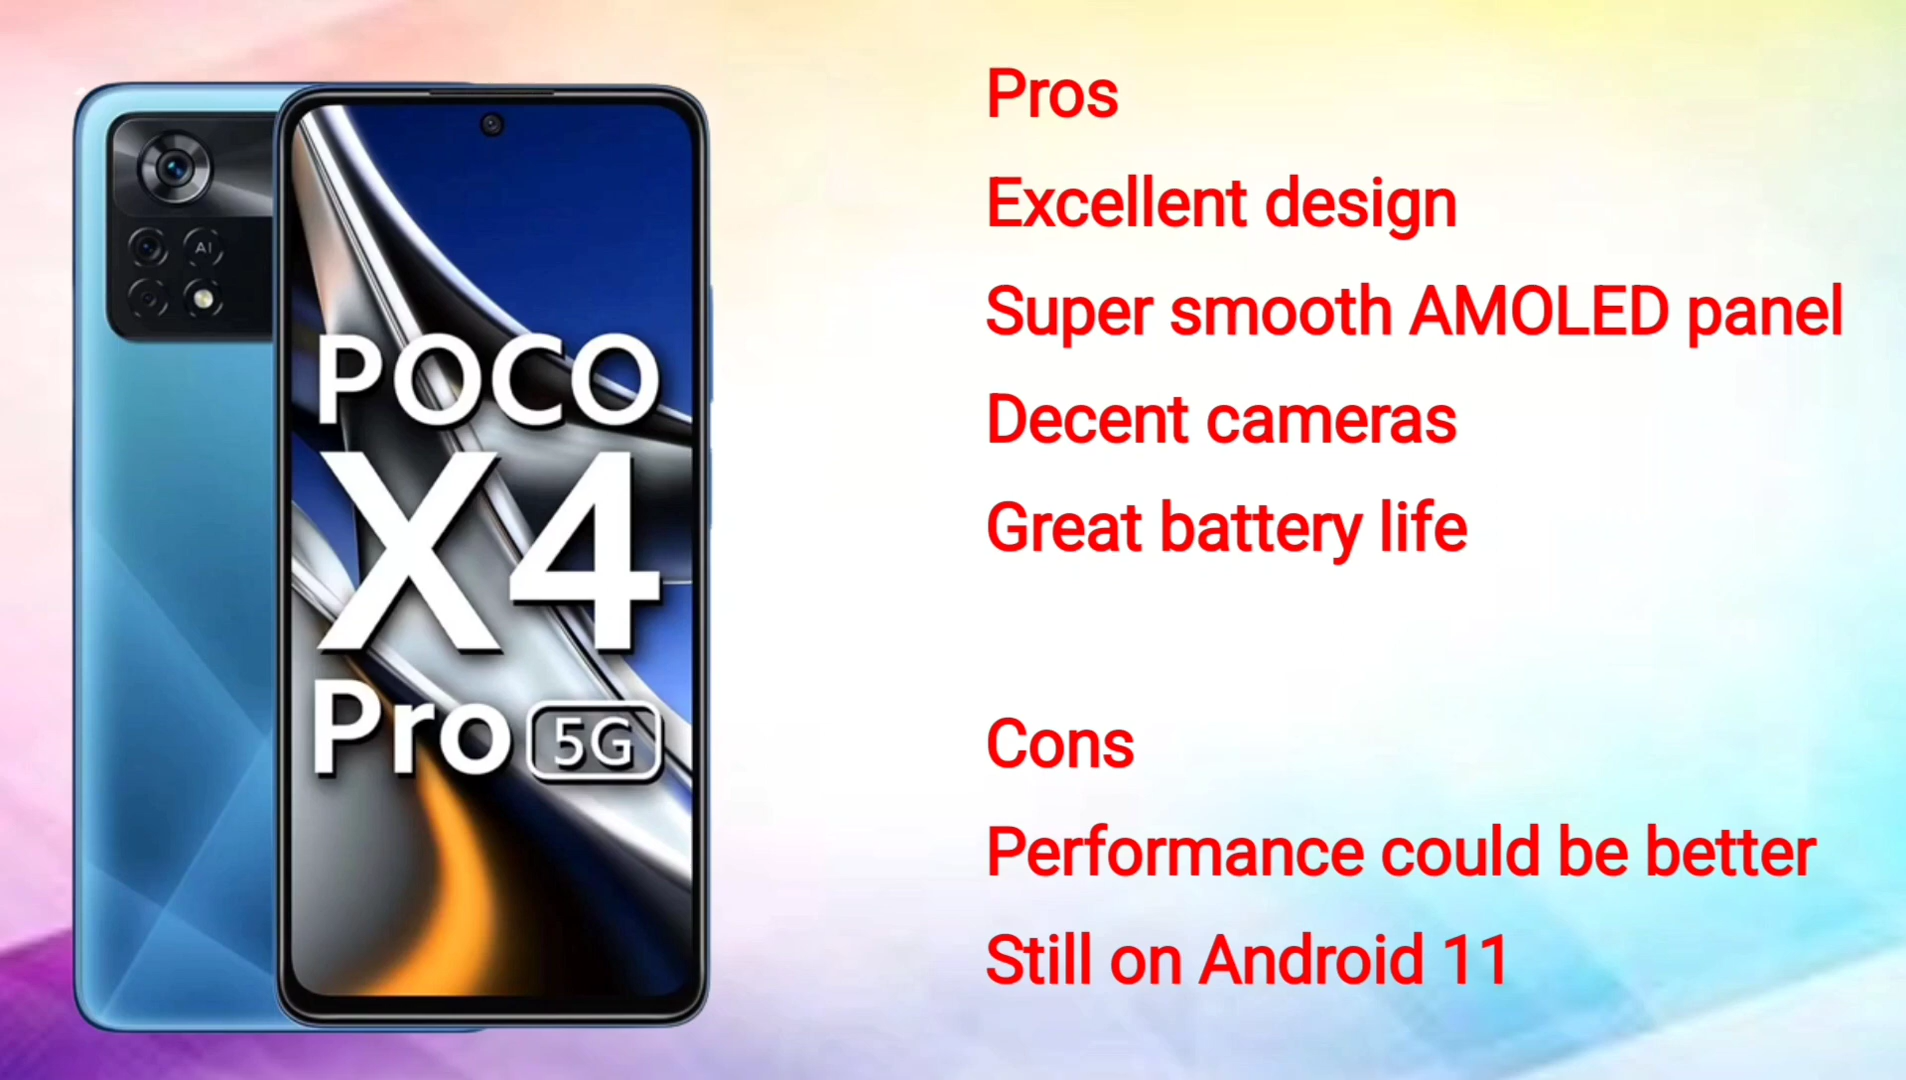 AI
POCO
X4
Pro 5G
Pros
Excellent design
Super smooth AMOLED panel
Decent cameras
Great battery life
Cons
Performance could be better
Still on Android 11